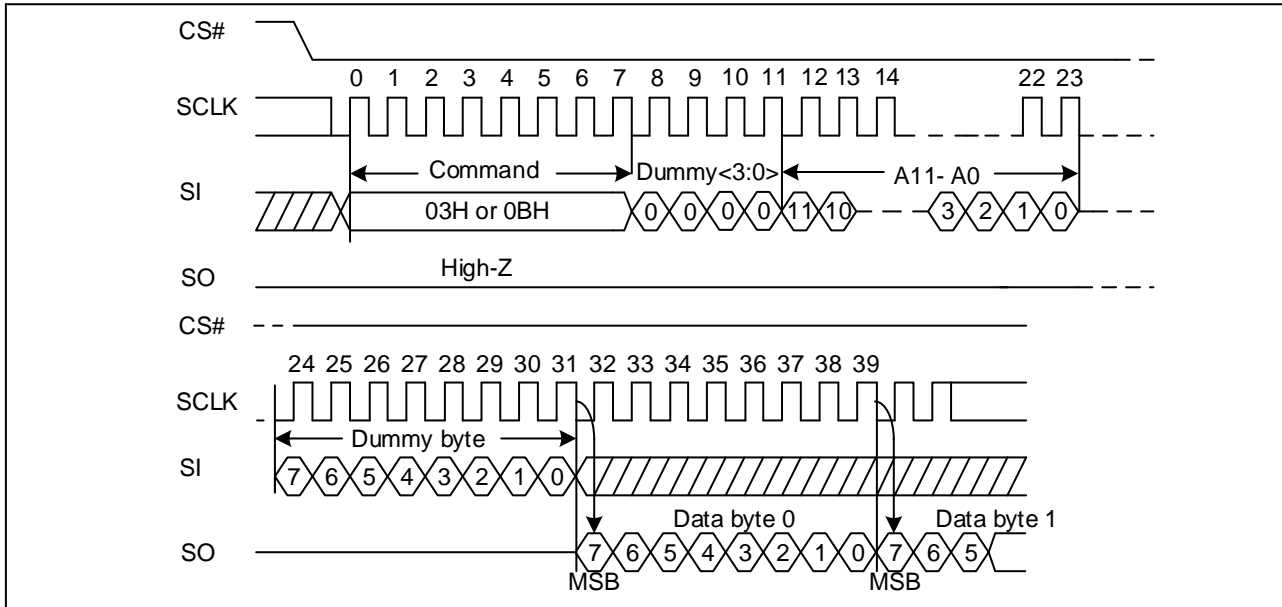 CS#
0 1 2 3 4 5 6 7 8 9 10 11 12 13 14 22 23
SCLK
Command Dummy<3:0> A11- A0
SI
03H or 0BH 0 0 0 0 11 10 3 2 1 0
High-Z
SO
CS#
24 25 26 27 28 29 30 31 32 33 34 35 36 37 38 39
SCLK
Dummy byte
SI
7 6 5 4 3 2 1 0
Data byte 0 Data byte 1
SO
7 6 5 4 3 2 1 0 7 6 5
MSB MSB